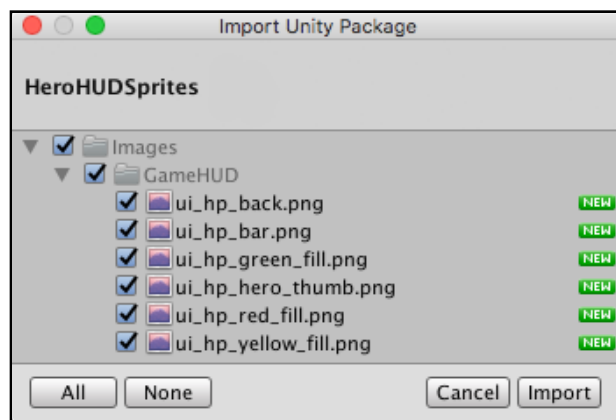 Import Unity Package
HeroHUDSprites
Images
GameHUD
ui_hp_back.png NEW
ui_hp_bar.png NEW
ui_hp_green_fill.png NEW
ui_hp_hero_thumb.png NEW
ui_hp_red_fill.png NEW
ui_hp_yellow_fill.png NEW
All None Cancel Import